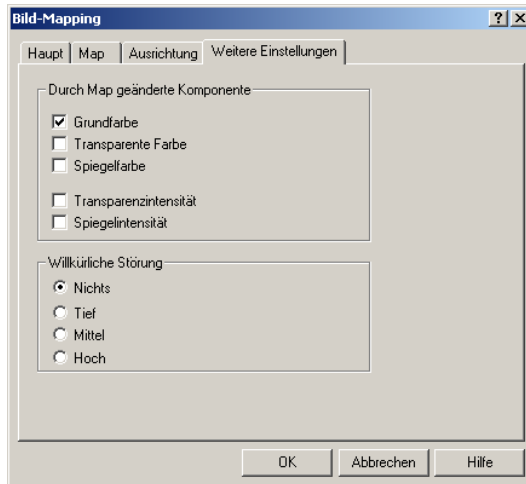 Bild-Mapping
Haupt Map Ausrichtung Weitere Einstellungen
Durch Map geänderte Komponente
Grundfarbe
Transparente Farbe
Spiegelfarbe
Transparenzintensität
Spiegelintensität
Willkürliche Störung
Nichts
Tief
Mittel
Hoch
OK Abbrechen Hilfe